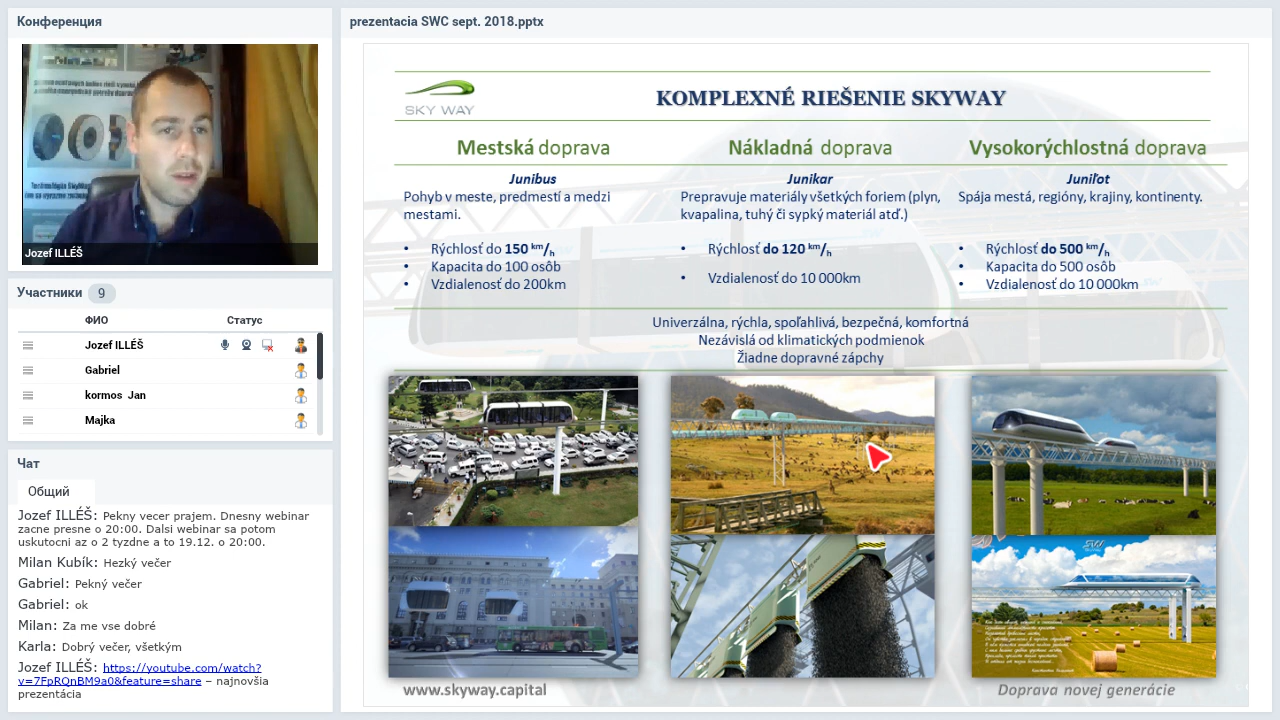 Конференция
Jozef ILLÉŠ
Участники 9
ФИО Статус
Jozef ILLÉŠ
Gabriel
kormos Jan
Majka
Чат
Общий
Jozef ILLÉŠ: Pekny vecer prajem. Dnesny webinar
zacne presne o 20:00. Dalsi webinar sa potom
uskutocni az o 2 tyzdne a to 19.12. o 20:00.
Milan Kubík: Hezký večer
Gabriel: Pekný večer
Gabriel: ok
Milan: Za me vse dobré
Karla: Dobrý večer, všetkým
Jozef ILLÉŠ: https://youtube.com/watch?
v=7FpRQnBM9a0&feature=share – najnovšia
prezentácia
prezentacia SWC sept. 2018.pptx
SKY WAY
KOMPLEXNÉ RIEŠENIE SKYWAY
Mestská doprava
Junibus
Pohyb v meste, predmestí a medzi
mestami.
• Rýchlosť do 150 km/h
• Kapacita do 100 osôb
• Vzdialenosť do 200km
Nákladná doprava
Junikar
Prepravuje materiály všetkých foriem (plyn,
kvapalina, tuhý či sypký materiál atď.)
• Rýchlosť do 120 km/h
• Vzdialenosť do 10 000km
Vysokorýchlostná doprava
Juniľot
Spája mestá, regióny, krajiny, kontinenty.
• Rýchlosť do 500 km/h
• Kapacita do 500 osôb
• Vzdialenosť do 10 000km
Univerzálna, rýchla, spoľahlivá, bezpečná, komfortná
Nezávislá od klimatických podmienok
Žiadne dopravné zápchy
www.skyway.capital
Doprava novej generácie